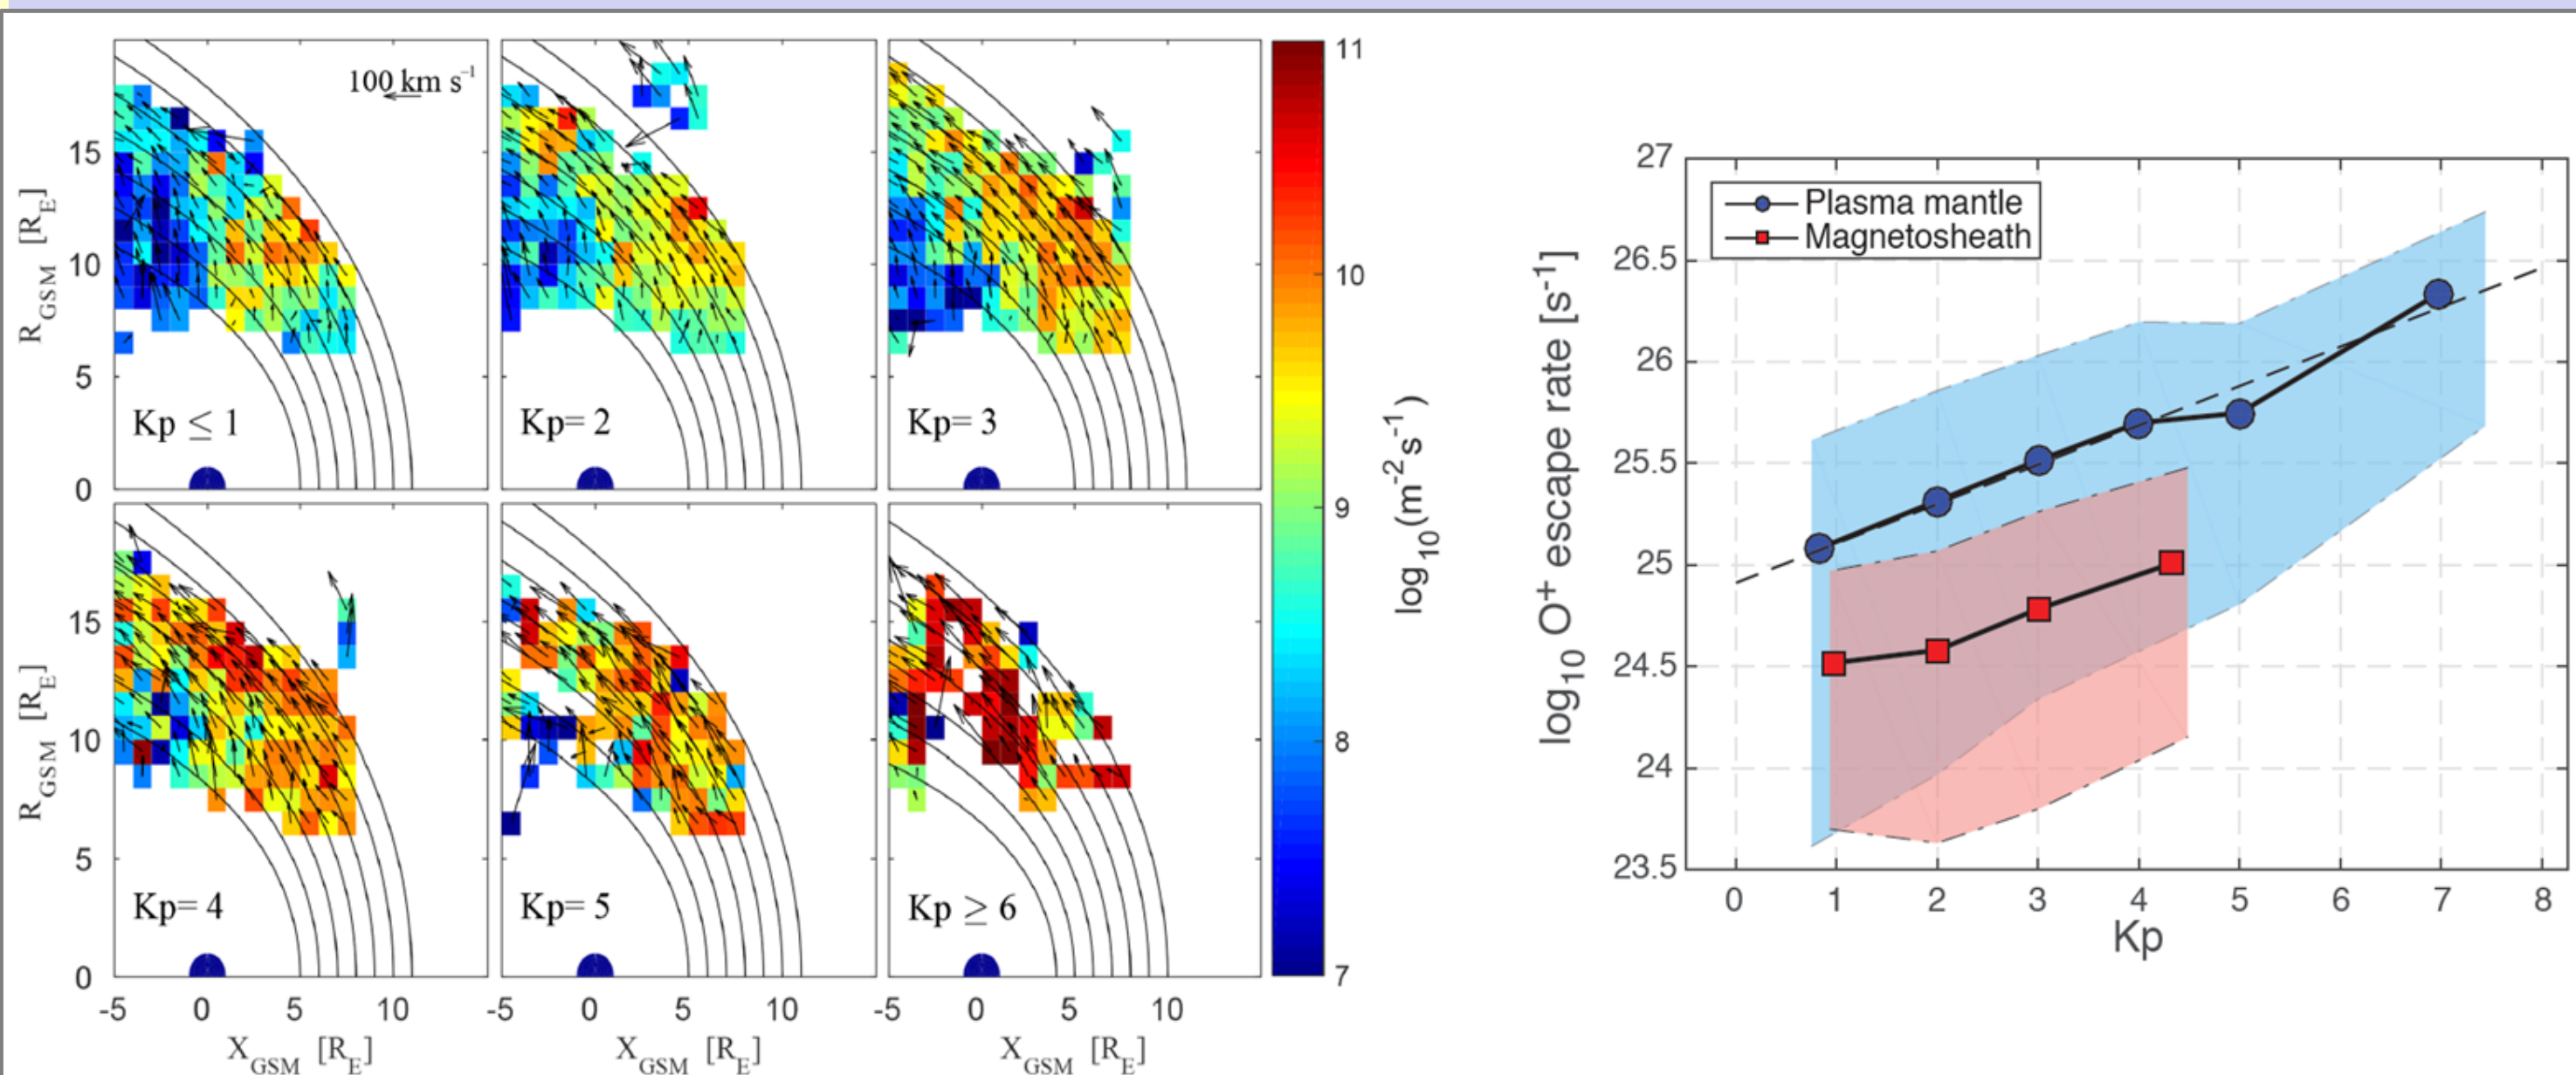 100 km s⁻¹
R_GSM [R_E]
15
10
5
0
Kp ≤ 1
Kp= 2
Kp= 3
R_GSM [R_E]
15
10
5
0
Kp= 4
Kp= 5
Kp ≥ 6
-5 0 5 10
-5 0 5 10
-5 0 5 10
X_GSM [R_E]
X_GSM [R_E]
X_GSM [R_E]
11
10
9
8
7
log₁₀(m⁻² s⁻¹)
log₁₀ O⁺ escape rate [s⁻¹]
27
26.5
26
25.5
25
24.5
24
23.5
Plasma mantle
Magnetosheath
0 1 2 3 4 5 6 7 8
Kp